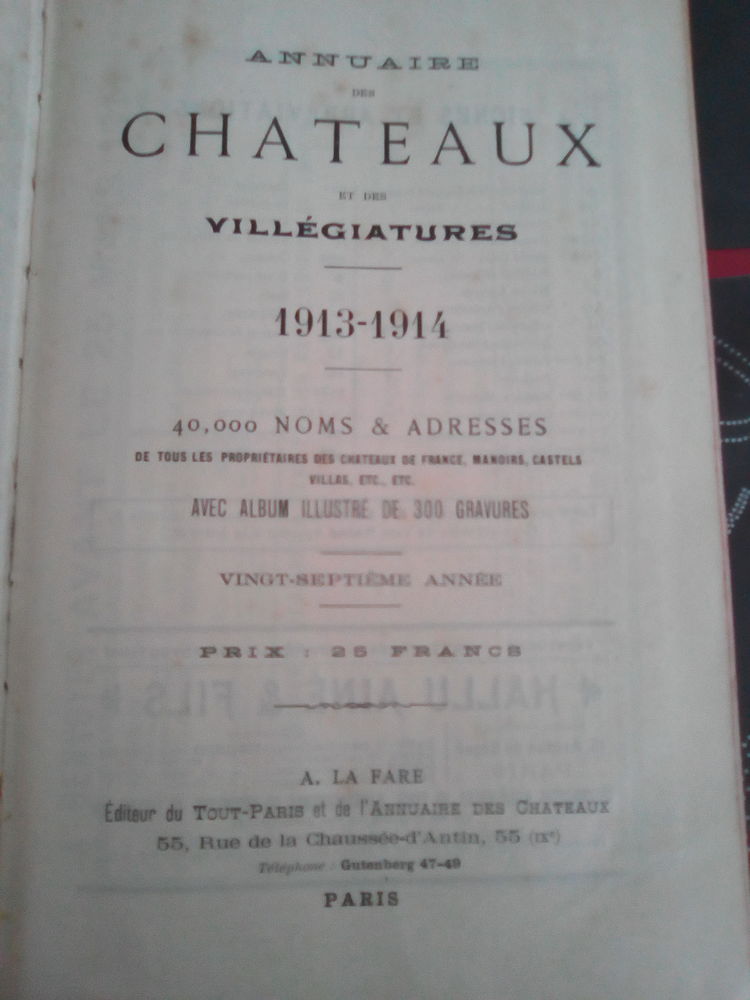 ANNUAIRE
DES
CHATEAUX
ET DES
VILLÉGIATURES
1913-1914
40,000 NOMS & ADRESSES
DE TOUS LES PROPRIÉTAIRES DES CHATEAUX DE FRANCE, MANOIRS, CASTELS
VILLAS, ETC., ETC.
AVEC ALBUM ILLUSTRÉ DE 300 GRAVURES
VINGT-SEPTIÈME ANNÉE
PRIX : 25 FRANCS
A. LA FARE
Éditeur du TOUT-PARIS et de l'ANNUAIRE DES CHATEAUX
55, Rue de la Chaussée-d'Antin, 55 (IXe)
Téléphone : Gutenberg 47-49
PARIS
HALLU AINÉ & FILS